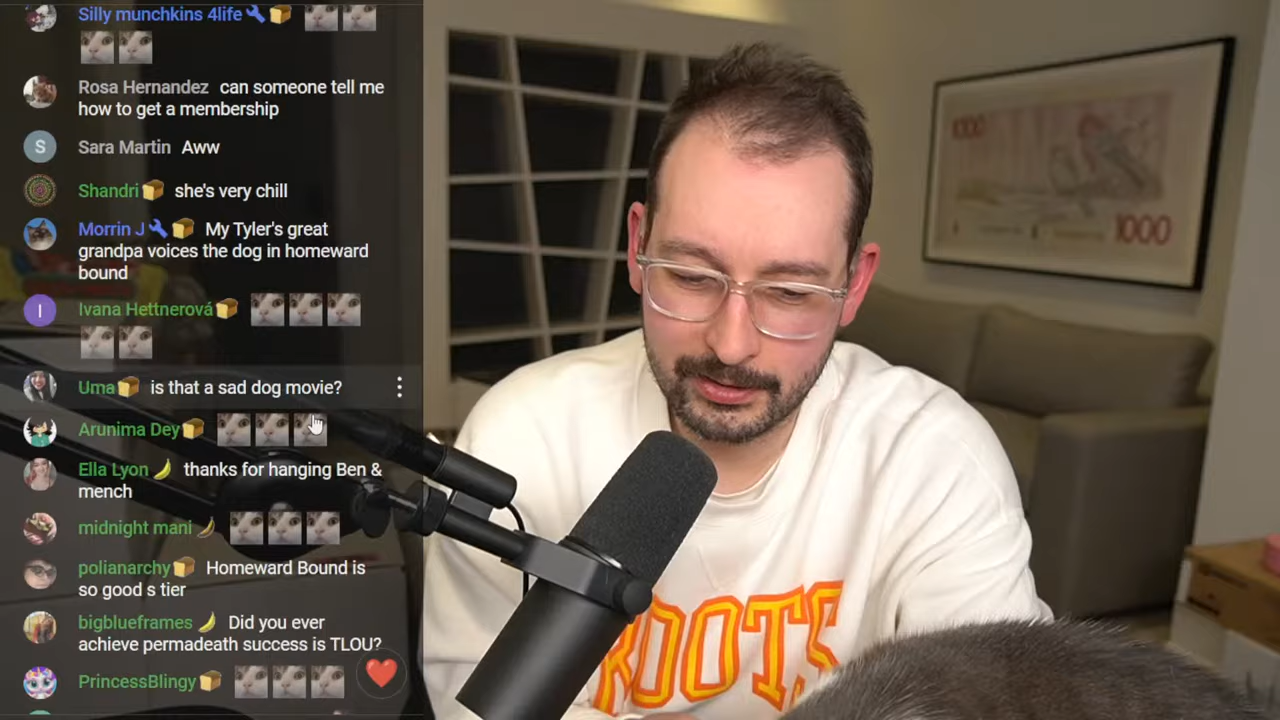 Silly munchkins 4life
Rosa Hernandez can someone tell me
how to get a membership
S Sara Martin Aww
Shandri she's very chill
Morrin J My Tyler's great
grandpa voices the dog in homeward
bound
I Ivana Hettnerová
Uma is that a sad dog movie?
Arunima Dey
Ella Lyon thanks for hanging Ben &
mench
midnight mani
polianarchy Homeward Bound is
so good s tier
bigblueframes Did you ever
achieve permadeath success is TLOU?
PrincessBlingy
1000
1000
ROOTS